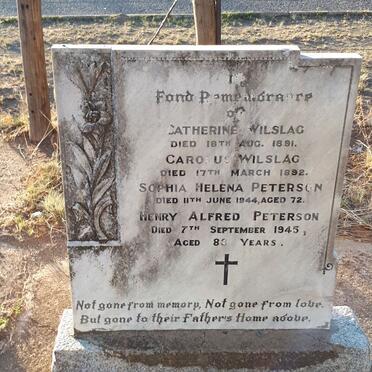 In
Fond Remembrance
of
Catherine Wilslag
Died 18th Aug. 1891.
Carolus Wilslag
Died 17th March 1892.
Sophia Helena Peterson
Died 11th June 1944, Aged 72.
Henry Alfred Peterson
Died 7th September 1945,
Aged Years.
Not gone from memory, Not gone from love.
But gone to their Father's Home above.